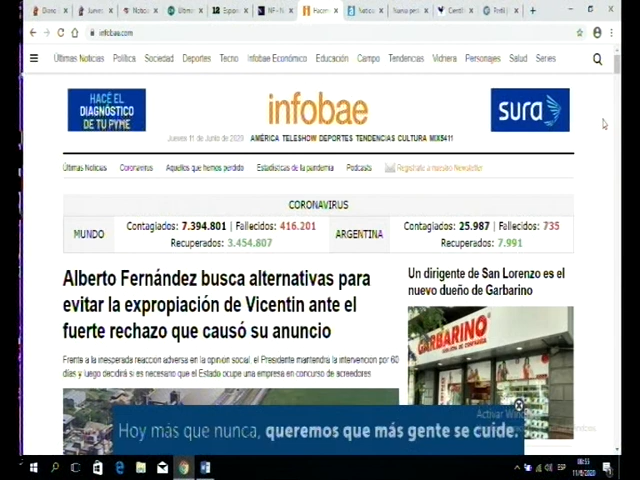 Últimas
infobae.com
Últimas Noticias Política Sociedad Deportes Tecno Infobae Económico Educación Campo Tendencias Vidriera Personajes Salud Series
HACÉ EL
DIAGNÓSTICO
DE TU PYME
infobae
sura
Jueves 11 de Junio de 2020 AMÉRICA TELESHOW DEPORTES TENDENCIAS CULTURA MIX5411
Últimas Noticias Coronavirus Aquellos que hemos perdido Estadísticas de la pandemia Podcasts Registrate a nuestro Newsletter
CORONAVIRUS
MUNDO
Contagiados: 7.394.801 | Fallecidos: 416.201
Recuperados: 3.454.807
ARGENTINA
Contagiados: 25.987 | Fallecidos: 735
Recuperados: 7.991
Alberto Fernández busca alternativas para
evitar la expropiación de Vicentin ante el
fuerte rechazo que causó su anuncio
Frente a la inesperada reacción adversa en la opinión social, el Presidente mantendrá la intervención por 60
días y luego decidirá si es necesario que el Estado ocupe una empresa en concurso de acreedores
Un dirigente de San Lorenzo es el
nuevo dueño de Garbarino
GARBARINO
Activar Win
Hoy más que nunca, queremos que más gente se cuide.
ESP
08:53
11/6/2020